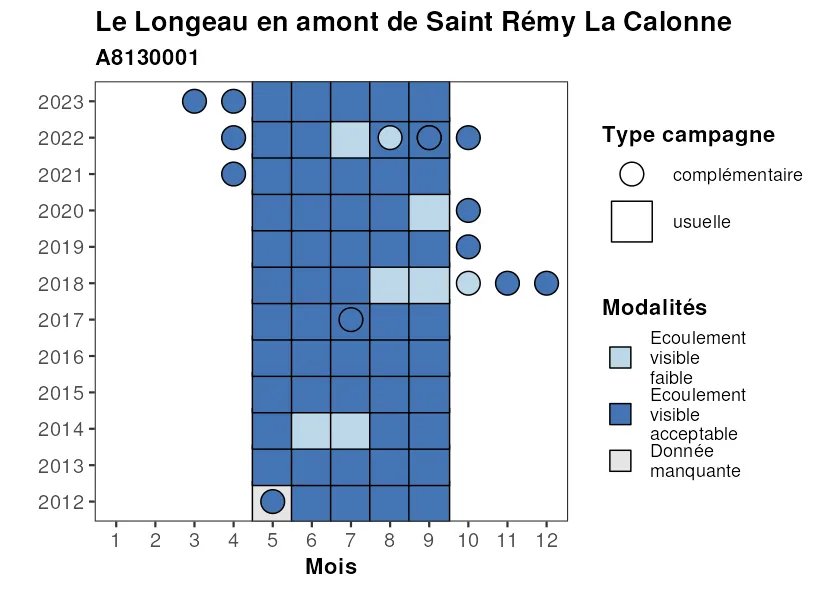 Le Longeau en amont de Saint Rémy La Calonne
A8130001
2023
2022
2021
2020
2019
2018
2017
2016
2015
2014
2013
2012
1 2 3 4 5 6 7 8 9 10 11 12
Mois
Type campagne
complémentaire
usuelle
Modalités
Ecoulement
visible
faible
Ecoulement
visible
acceptable
Donnée
manquante